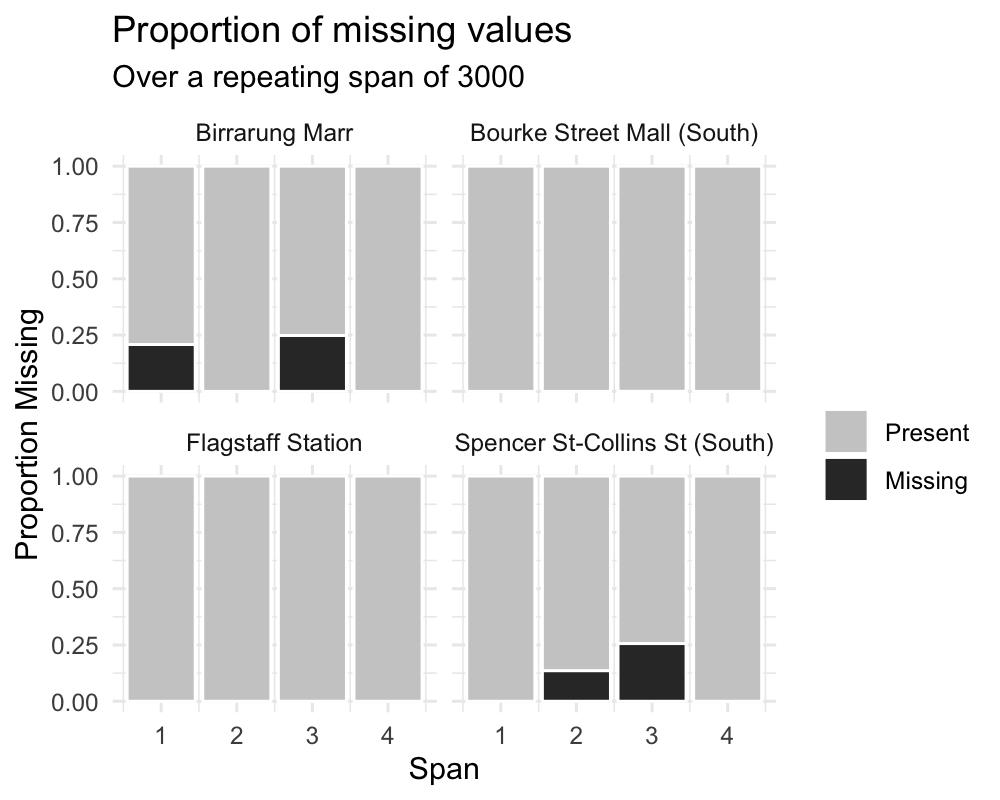 Proportion of missing values
Over a repeating span of 3000
Birrarung Marr
Bourke Street Mall (South)
1.00
0.75
0.50
0.25
0.00
Flagstaff Station
Spencer St-Collins St (South)
1.00
0.75
0.50
0.25
0.00
1 2 3 4
1 2 3 4
Span
Proportion Missing
Present
Missing